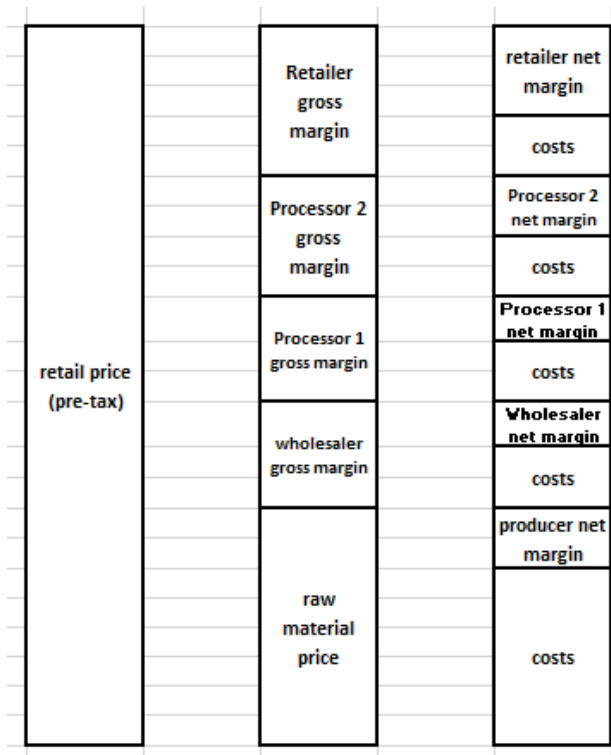 retail price
(pre-tax)
Retailer
gross
margin
Processor 2
gross
margin
Processor 1
gross margin
wholesaler
gross margin
raw
material
price
retailer net
margin
costs
Processor 2
net margin
costs
Processor 1
net margin
costs
Wholesaler
net margin
costs
producer net
margin
costs